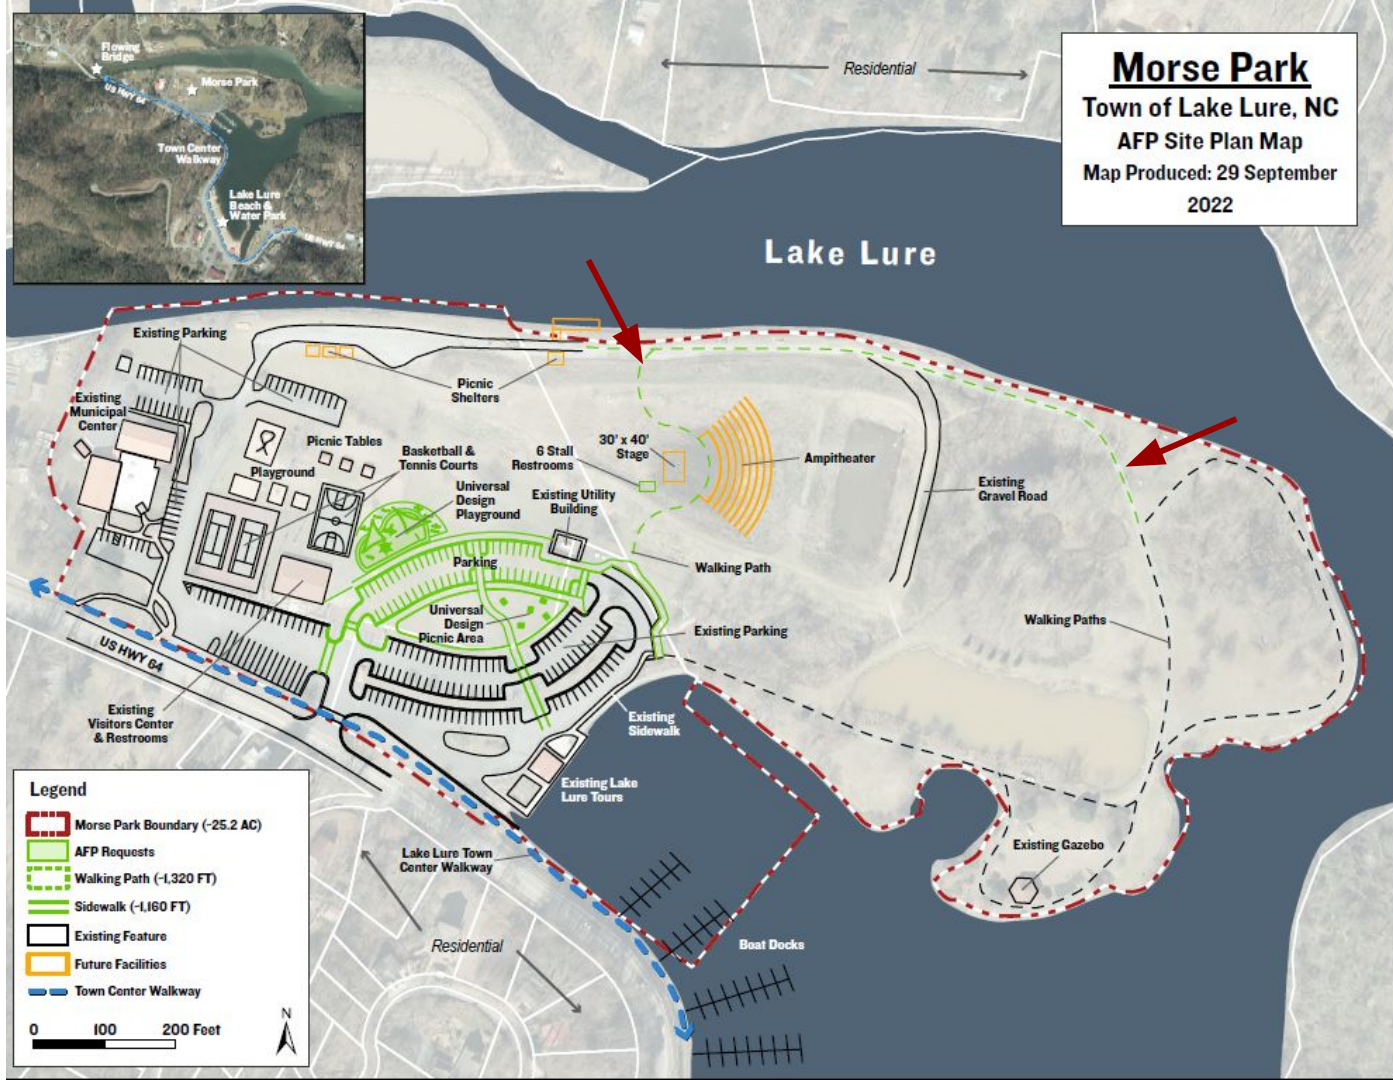 Flowing
Bridge
Morse Park
US HWY 64
Town Center
Walkway
Lake Lure
Beach &
Water Park
US HWY 64
Residential
Morse Park
Town of Lake Lure, NC
AFP Site Plan Map
Map Produced: 29 September
2022
Lake Lure
Existing Parking
Picnic
Shelters
Existing
Municipal
Center
Picnic Tables
Playground
Basketball &
Tennis Courts
6 Stall
Restrooms
30' x 40'
Stage
Ampitheater
Universal
Design
Playground
Existing Utility
Building
Existing
Gravel Road
Parking
Walking Path
Universal
Design
Picnic Area
Existing Parking
Walking Paths
US HWY 64
Existing
Visitors Center
& Restrooms
Existing
Sidewalk
Existing Lake
Lure Tours
Existing Gazebo
Lake Lure Town
Center Walkway
Residential
Boat Docks
Legend
Morse Park Boundary (~25.2 AC)
AFP Requests
Walking Path (~1,320 FT)
Sidewalk (~1,160 FT)
Existing Feature
Future Facilities
Town Center Walkway
0 100 200 Feet
N